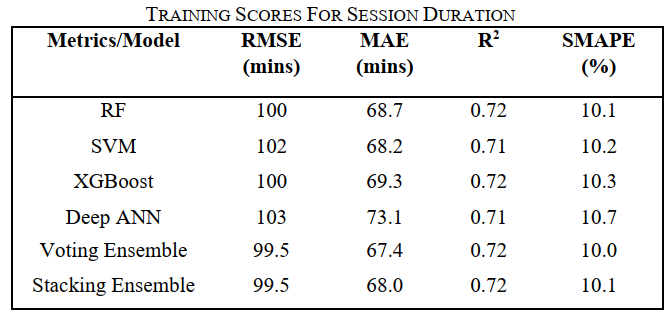 TRAINING SCORES FOR SESSION DURATION
Metrics/Model RMSE (mins) MAE (mins) R² SMAPE (%)
RF 100 68.7 0.72 10.1
SVM 102 68.2 0.71 10.2
XGBoost 100 69.3 0.72 10.3
Deep ANN 103 73.1 0.71 10.7
Voting Ensemble 99.5 67.4 0.72 10.0
Stacking Ensemble 99.5 68.0 0.72 10.1